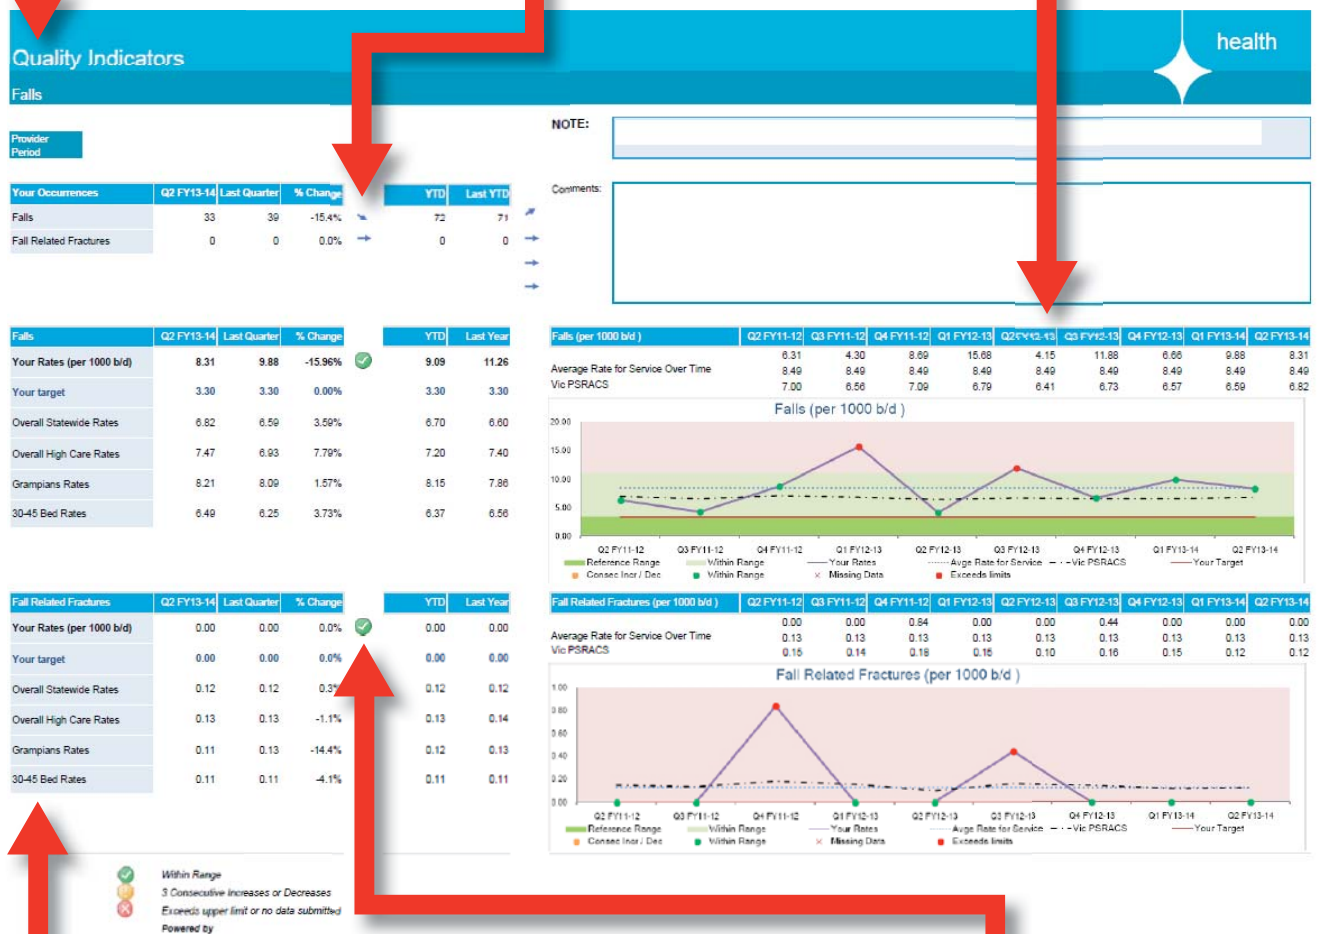 Quality Indicators
health
Falls
Provider
Period
NOTE:
Your Occurrences Q2 FY13-14 Last Quarter % Change YTD Last YTD
Falls 33 39 -15.4% 72 71
Fall Related Fractures 0 0 0.0% 0 0
Comments:
Falls Q2 FY13-14 Last Quarter % Change YTD Last Year
Your Rates (per 1000 b/d) 8.31 9.88 -15.96% 9.09 11.26
Your target 3.30 3.30 0.00% 3.30 3.30
Overall Statewide Rates 6.82 6.59 3.59% 6.70 6.60
Overall High Care Rates 7.47 6.93 7.79% 7.20 7.40
Grampians Rates 8.21 8.09 1.57% 8.15 7.86
30-45 Bed Rates 6.49 6.25 3.73% 6.37 6.56
Falls (per 1000 b/d ) Q2 FY11-12 Q3 FY11-12 Q4 FY11-12 Q1 FY12-13 Q2 FY12-13 Q3 FY12-13 Q4 FY12-13 Q1 FY13-14 Q2 FY13-14
6.31 4.30 8.69 15.68 4.15 11.88 6.66 9.88 8.31
Average Rate for Service Over Time 8.49 8.49 8.49 8.49 8.49 8.49 8.49 8.49 8.49
Vic PSRACS 7.00 6.56 7.09 6.79 6.41 6.73 6.57 6.59 6.82
Falls (per 1000 b/d )
20.00
15.00
10.00
5.00
0.00
Q2 FY11-12 Q3 FY11-12 Q4 FY11-12 Q1 FY12-13 Q2 FY12-13 Q3 FY12-13 Q4 FY12-13 Q1 FY13-14 Q2 FY13-14
Reference Range Within Range Your Rates Avge Rate for Service Vic PSRACS Your Target
Consec Incr / Dec Within Range Missing Data Exceeds limits
Fall Related Fractures Q2 FY13-14 Last Quarter % Change YTD Last Year
Your Rates (per 1000 b/d) 0.00 0.00 0.0% 0.00 0.00
Your target 0.00 0.00 0.0% 0.00 0.00
Overall Statewide Rates 0.12 0.12 0.3% 0.12 0.12
Overall High Care Rates 0.13 0.13 -1.1% 0.13 0.14
Grampians Rates 0.11 0.13 -14.4% 0.12 0.13
30-45 Bed Rates 0.11 0.11 -4.1% 0.11 0.11
Fall Related Fractures (per 1000 b/d ) Q2 FY11-12 Q3 FY11-12 Q4 FY11-12 Q1 FY12-13 Q2 FY12-13 Q3 FY12-13 Q4 FY12-13 Q1 FY13-14 Q2 FY13-14
0.00 0.00 0.84 0.00 0.00 0.44 0.00 0.00 0.00
Average Rate for Service Over Time 0.13 0.13 0.13 0.13 0.13 0.13 0.13 0.13 0.13
Vic PSRACS 0.15 0.14 0.18 0.15 0.10 0.16 0.15 0.12 0.12
Fall Related Fractures (per 1000 b/d )
1.00
0.80
0.60
0.40
0.20
0.00
Q2 FY11-12 Q3 FY11-12 Q4 FY11-12 Q1 FY12-13 Q2 FY12-13 Q3 FY12-13 Q4 FY12-13 Q1 FY13-14 Q2 FY13-14
Reference Range Within Range Your Rates Avge Rate for Service Vic PSRACS Your Target
Consec Incr / Dec Within Range Missing Data Exceeds limits
Within Range
3 Consecutive Increases or Decreases
Exceeds upper limit or no data submitted
Powered by